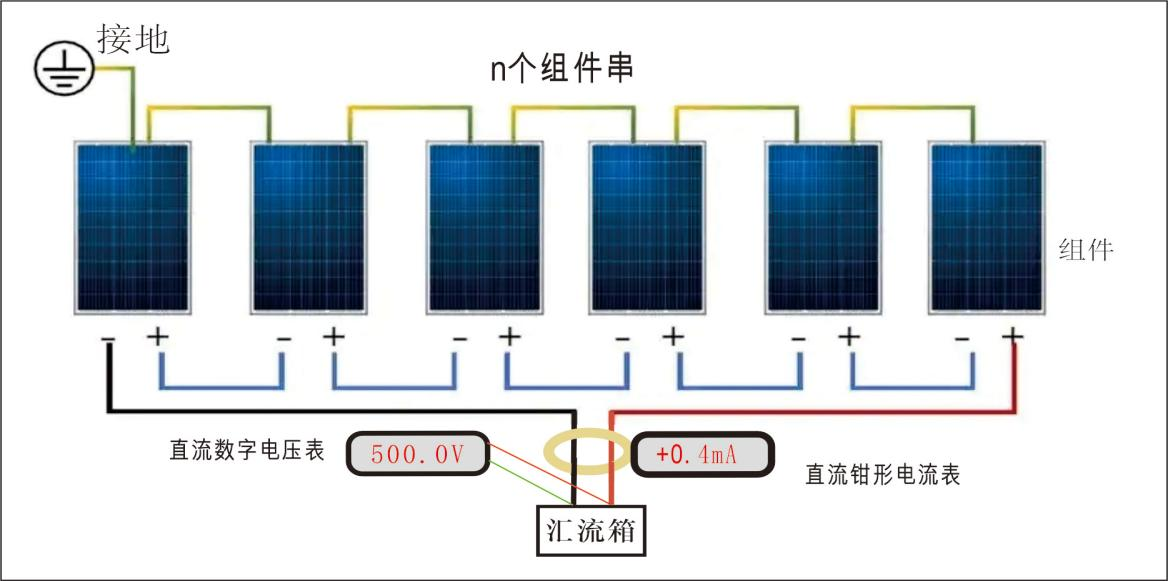 接地
n个组件串
组件
- + - + - + - + - + - +
直流数字电压表
500.0V
+0.4mA
直流钳形电流表
汇流箱